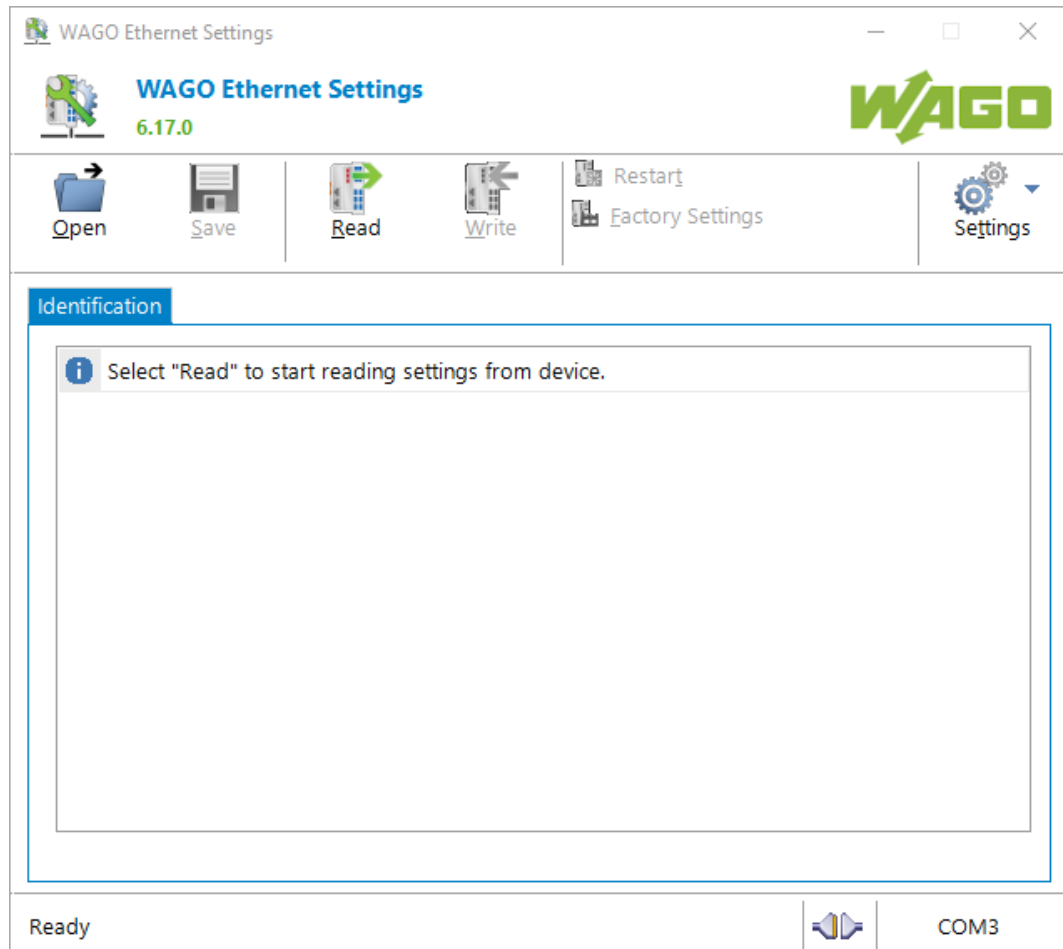 WAGO Ethernet Settings
WAGO Ethernet Settings
6.17.0
WAGO
Open
Save
Read
Write
Restart
Factory Settings
Settings
Identification
Select "Read" to start reading settings from device.
Ready
COM3